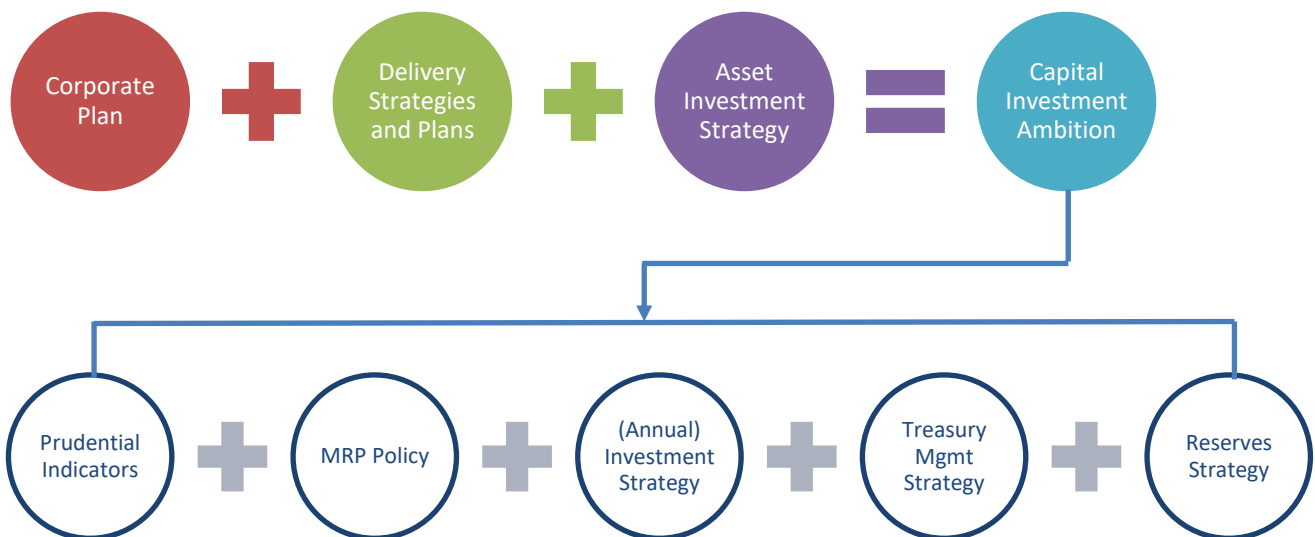 Corporate
Plan
Delivery
Strategies
and Plans
Asset
Investment
Strategy
Capital
Investment
Ambition
Prudential
Indicators
MRP Policy
(Annual)
Investment
Strategy
Treasury
Mgmt
Strategy
Reserves
Strategy